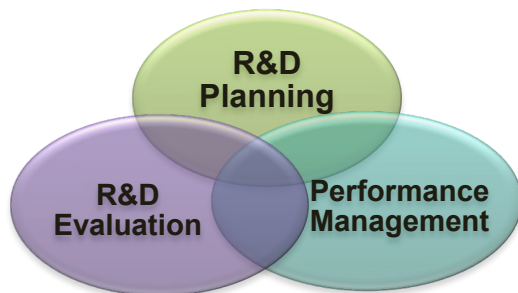 R&D
Planning
R&D
Evaluation
Performance
Management